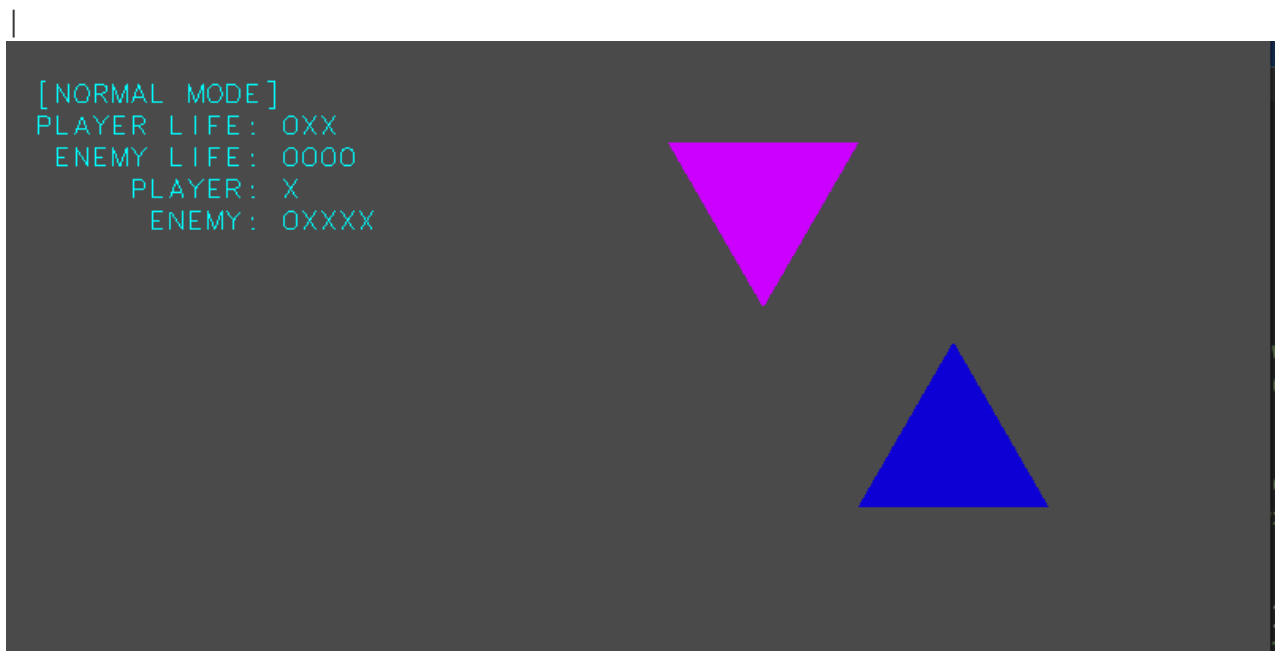 [NORMAL MODE]
PLAYER LIFE: OXX
ENEMY LIFE: OOOO
PLAYER: X
ENEMY: OXXXX